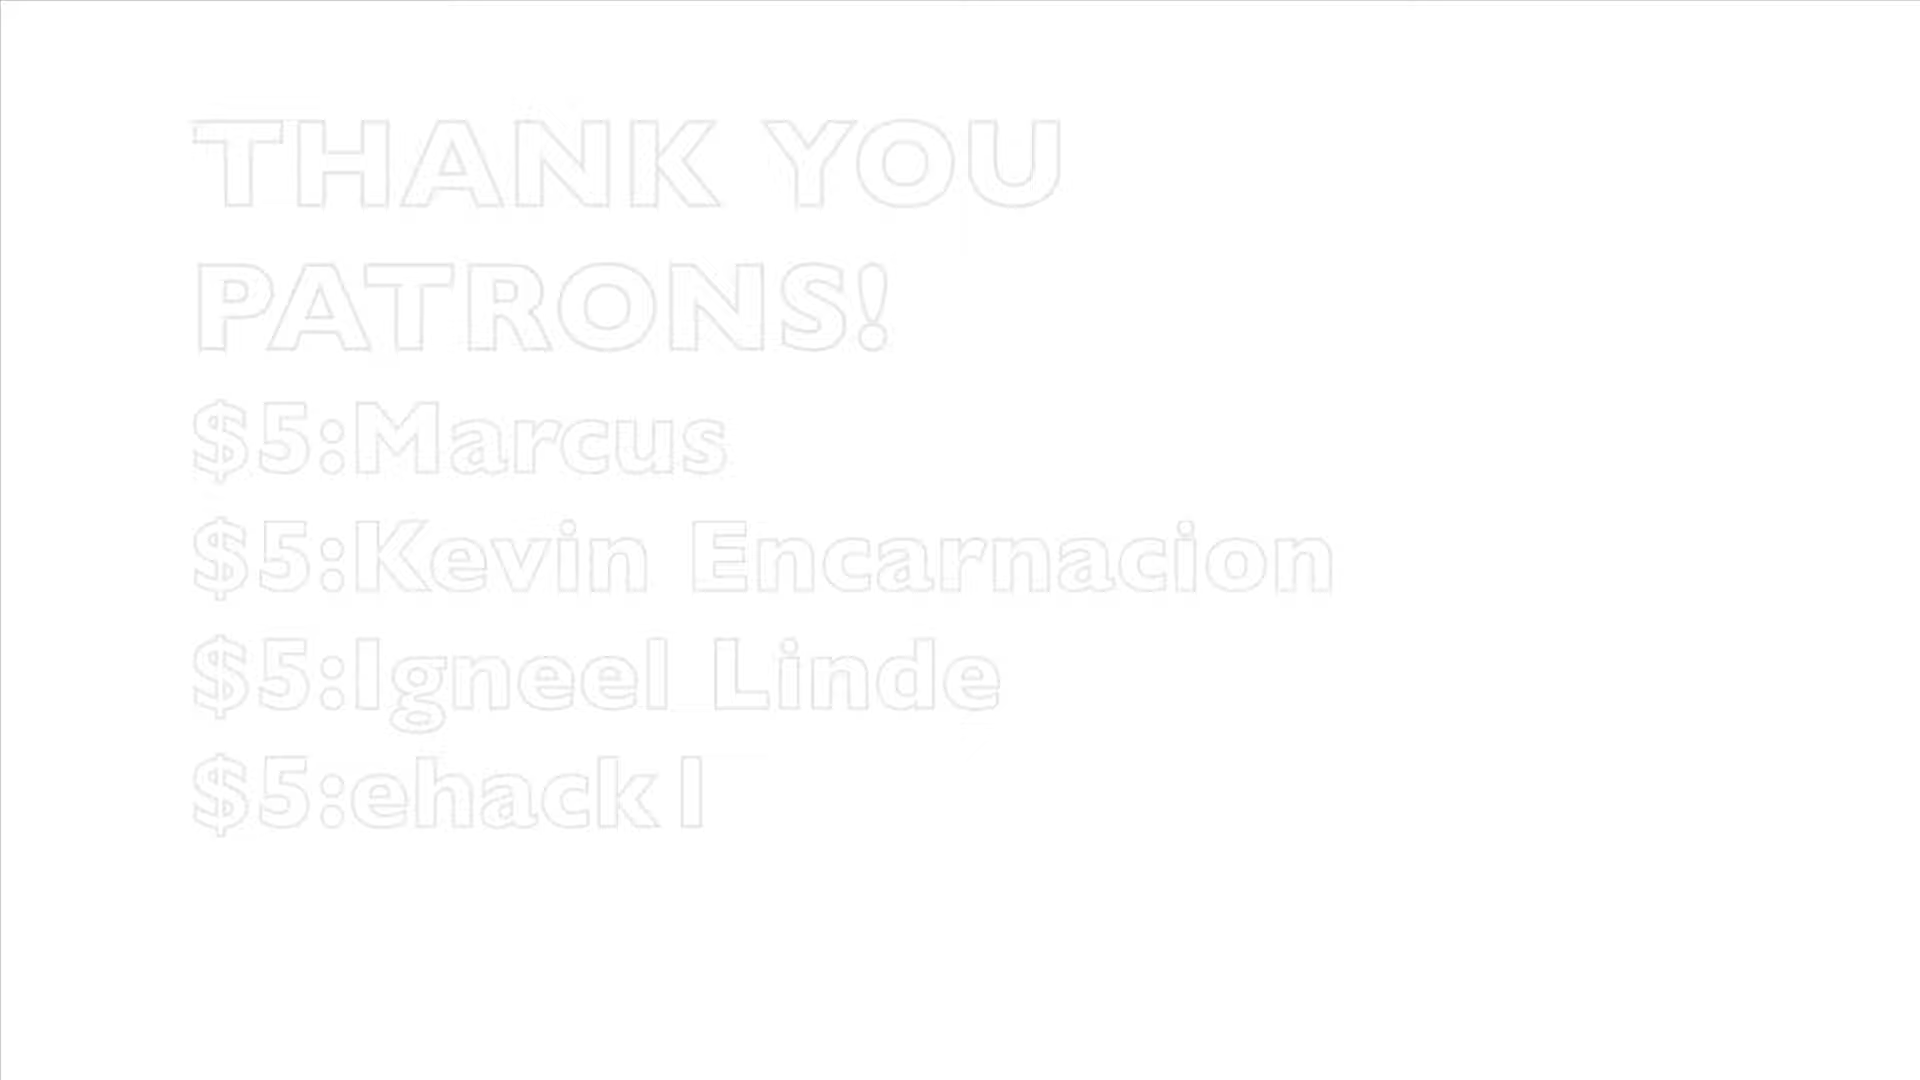 THANK YOU
PATRONS!
$5:Marcus
$5:Kevin Encarnacion
$5:Igneel Linde
$5:ehack1